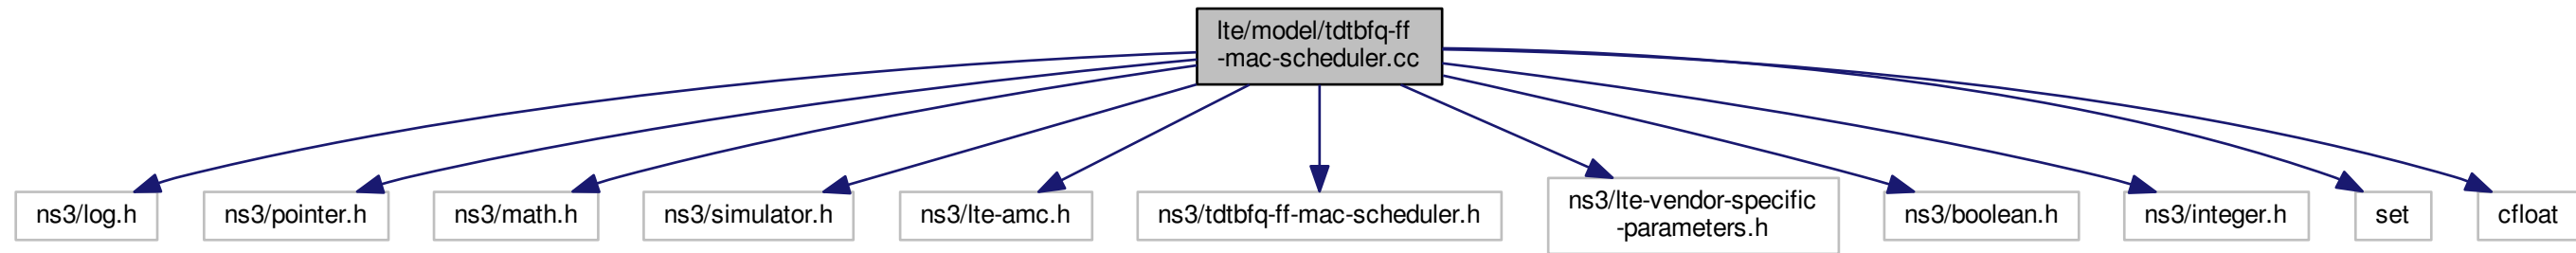 lte/model/tdtbfq-ff
-mac-scheduler.cc
ns3/log.h
ns3/pointer.h
ns3/math.h
ns3/simulator.h
ns3/lte-amc.h
ns3/tdtbfq-ff-mac-scheduler.h
ns3/lte-vendor-specific
-parameters.h
ns3/boolean.h
ns3/integer.h
set
cfloat